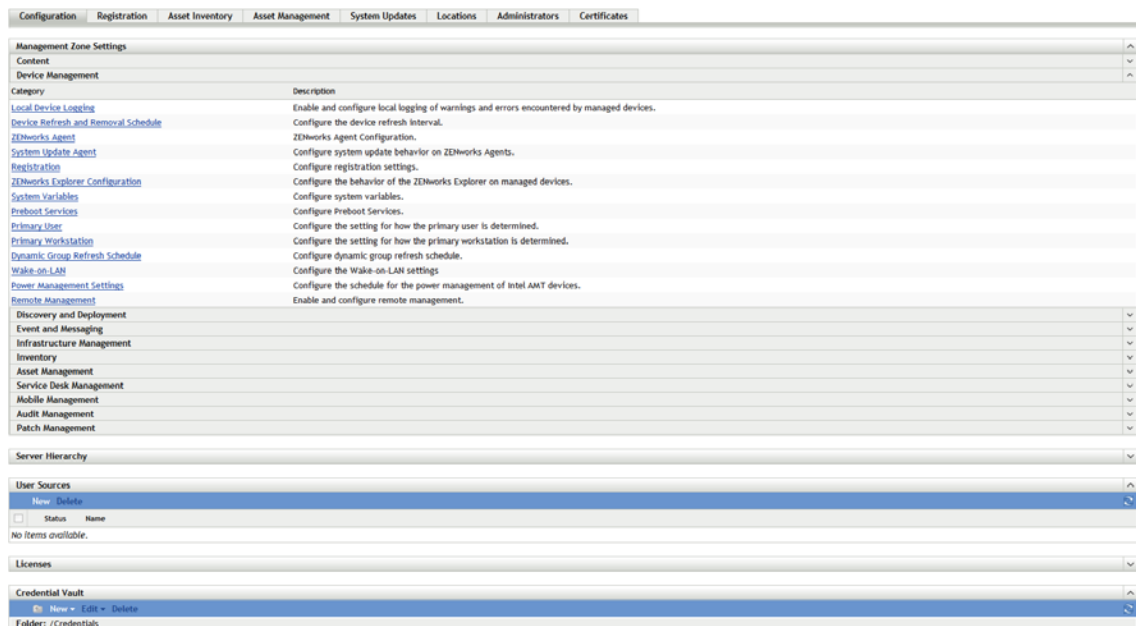 Configuration Registration Asset Inventory Asset Management System Updates Locations Administrators Certificates
Management Zone Settings
Content
Device Management
Category Description
Local Device Logging Enable and configure local logging of warnings and errors encountered by managed devices.
Device Refresh and Removal Schedule Configure the device refresh interval.
ZENworks Agent ZENworks Agent Configuration.
System Update Agent Configure system update behavior on ZENworks Agents.
Registration Configure registration settings.
ZENworks Explorer Configuration Configure the behavior of the ZENworks Explorer on managed devices.
System Variables Configure system variables.
Preboot Services Configure Preboot Services.
Primary User Configure the setting for how the primary user is determined.
Primary Workstation Configure the setting for how the primary workstation is determined.
Dynamic Group Refresh Schedule Configure dynamic group refresh schedule.
Wake-on-LAN Configure the Wake-on-LAN settings
Power Management Settings Configure the schedule for the power management of Intel AMT devices.
Remote Management Enable and configure remote management.
Discovery and Deployment
Event and Messaging
Infrastructure Management
Inventory
Asset Management
Service Desk Management
Mobile Management
Audit Management
Patch Management
Server Hierarchy
User Sources
New Delete
Status Name
No items available.
Licenses
Credential Vault
New Edit Delete
Folder: /Credentials